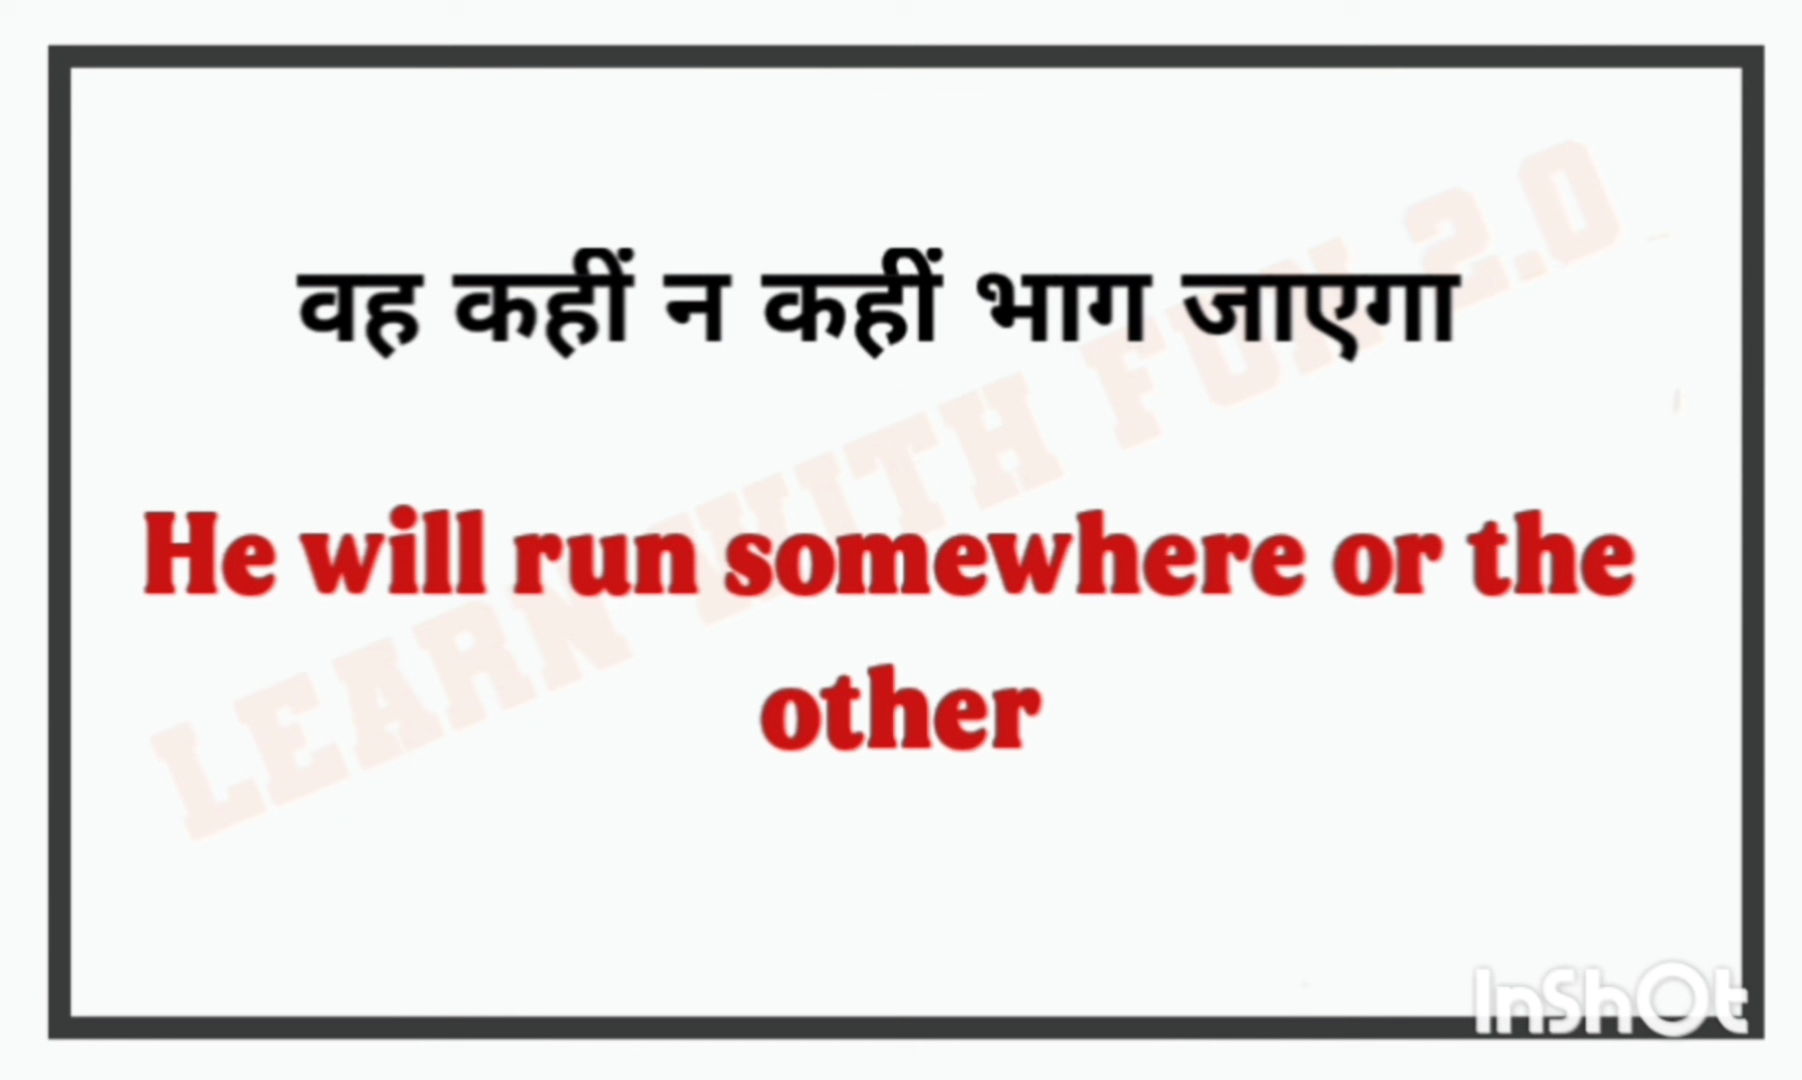 वह कहीं न कहीं भाग जाएगा
He will run somewhere or the
other
LEARN WITH FUN 2.0
InShOt